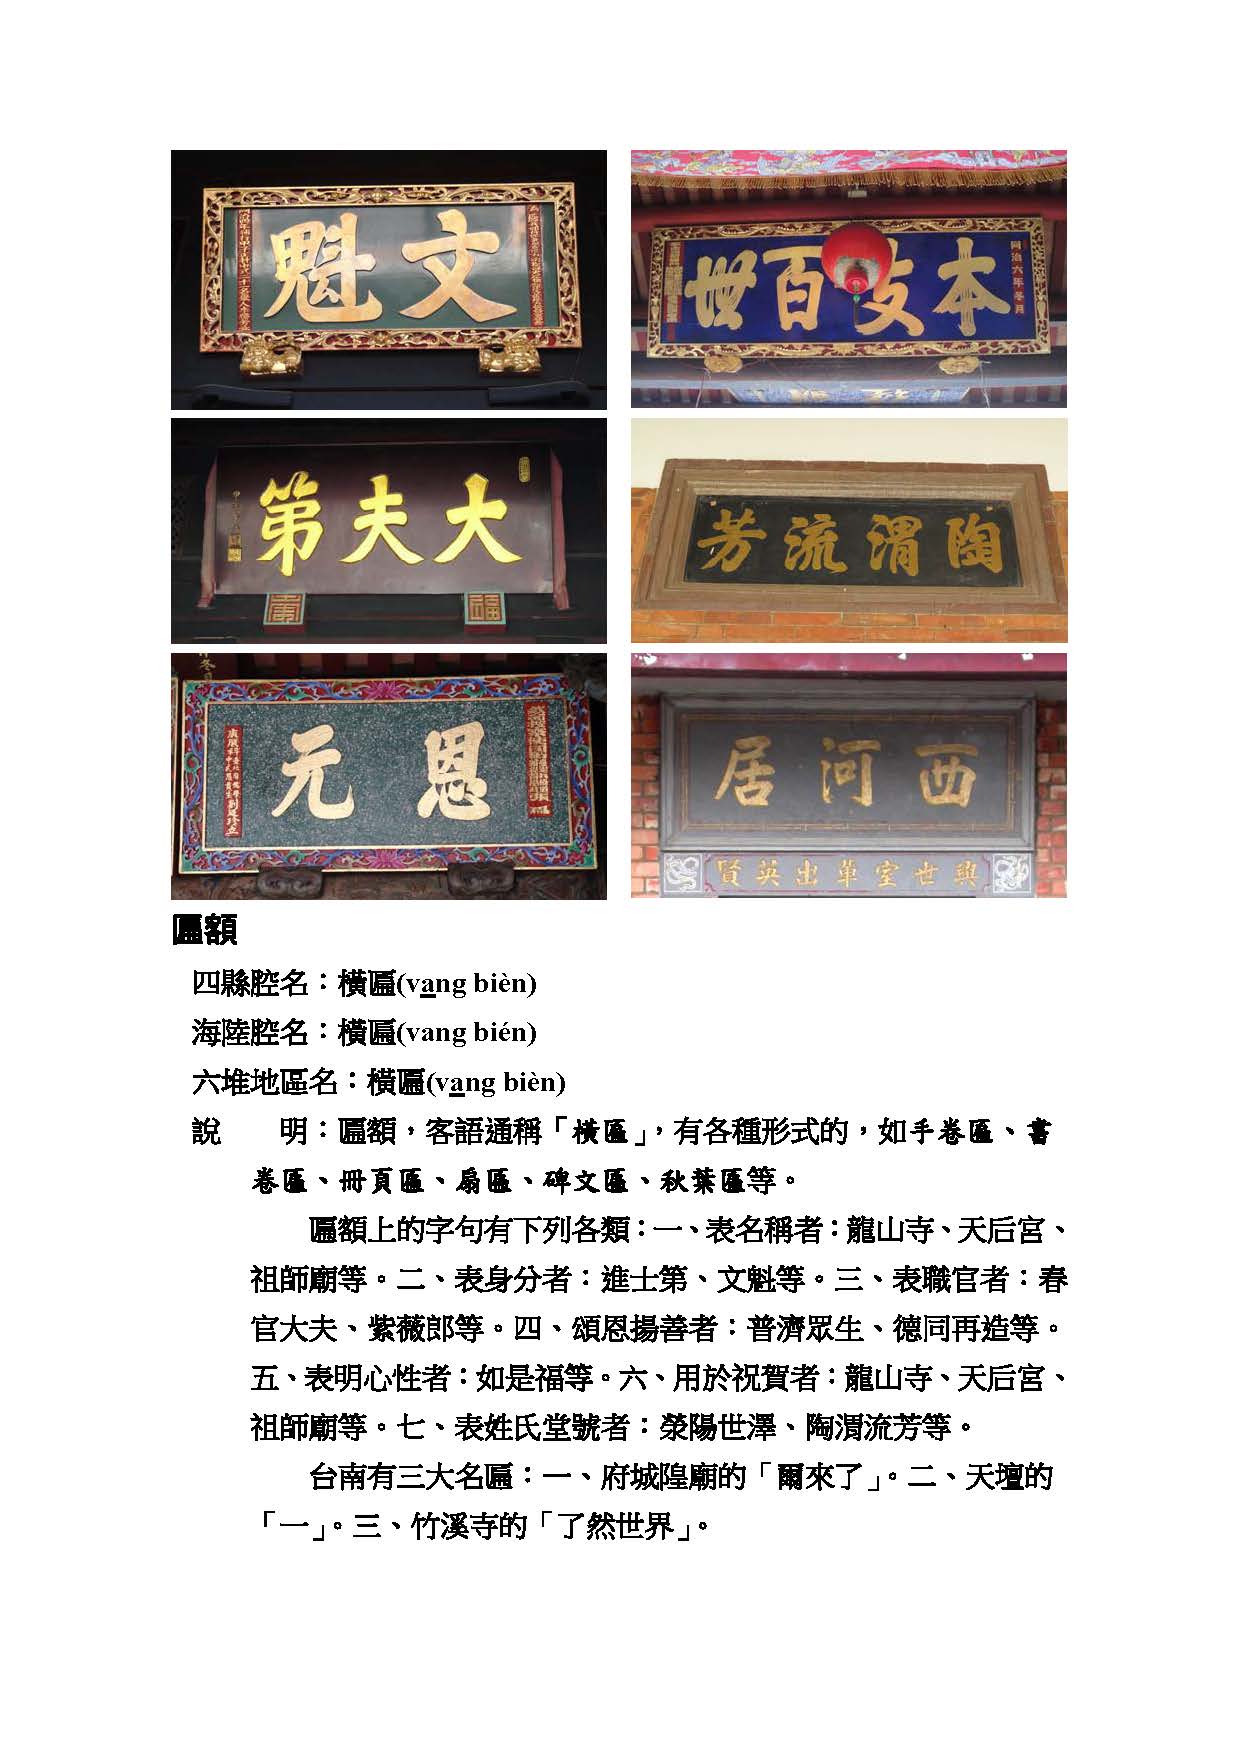 文魁
本支百世
同治六年冬月
大夫第
福
壽
陶渭流芳
恩元
西河居
興世室華出英賢
匾額
四縣腔名：橫匾(vang bièn)
海陸腔名：橫匾(vang bién)
六堆地區名：橫匾(vang bièn)
說　　明：匾額，客語通稱「橫匾」，有各種形式的，如手卷匾、書
卷匾、冊頁匾、扇匾、碑文匾、秋葉匾等。
匾額上的字句有下列各類：一、表名稱者：龍山寺、天后宮、
祖師廟等。二、表身分者：進士第、文魁等。三、表職官者：春
官大夫、紫薇郎等。四、頌恩揚善者：普濟眾生、德同再造等。
五、表明心性者：如是福等。六、用於祝賀者：龍山寺、天后宮、
祖師廟等。七、表姓氏堂號者：滎陽世澤、陶渭流芳等。
台南有三大名匾：一、府城隍廟的「爾來了」。二、天壇的
「一」。三、竹溪寺的「了然世界」。